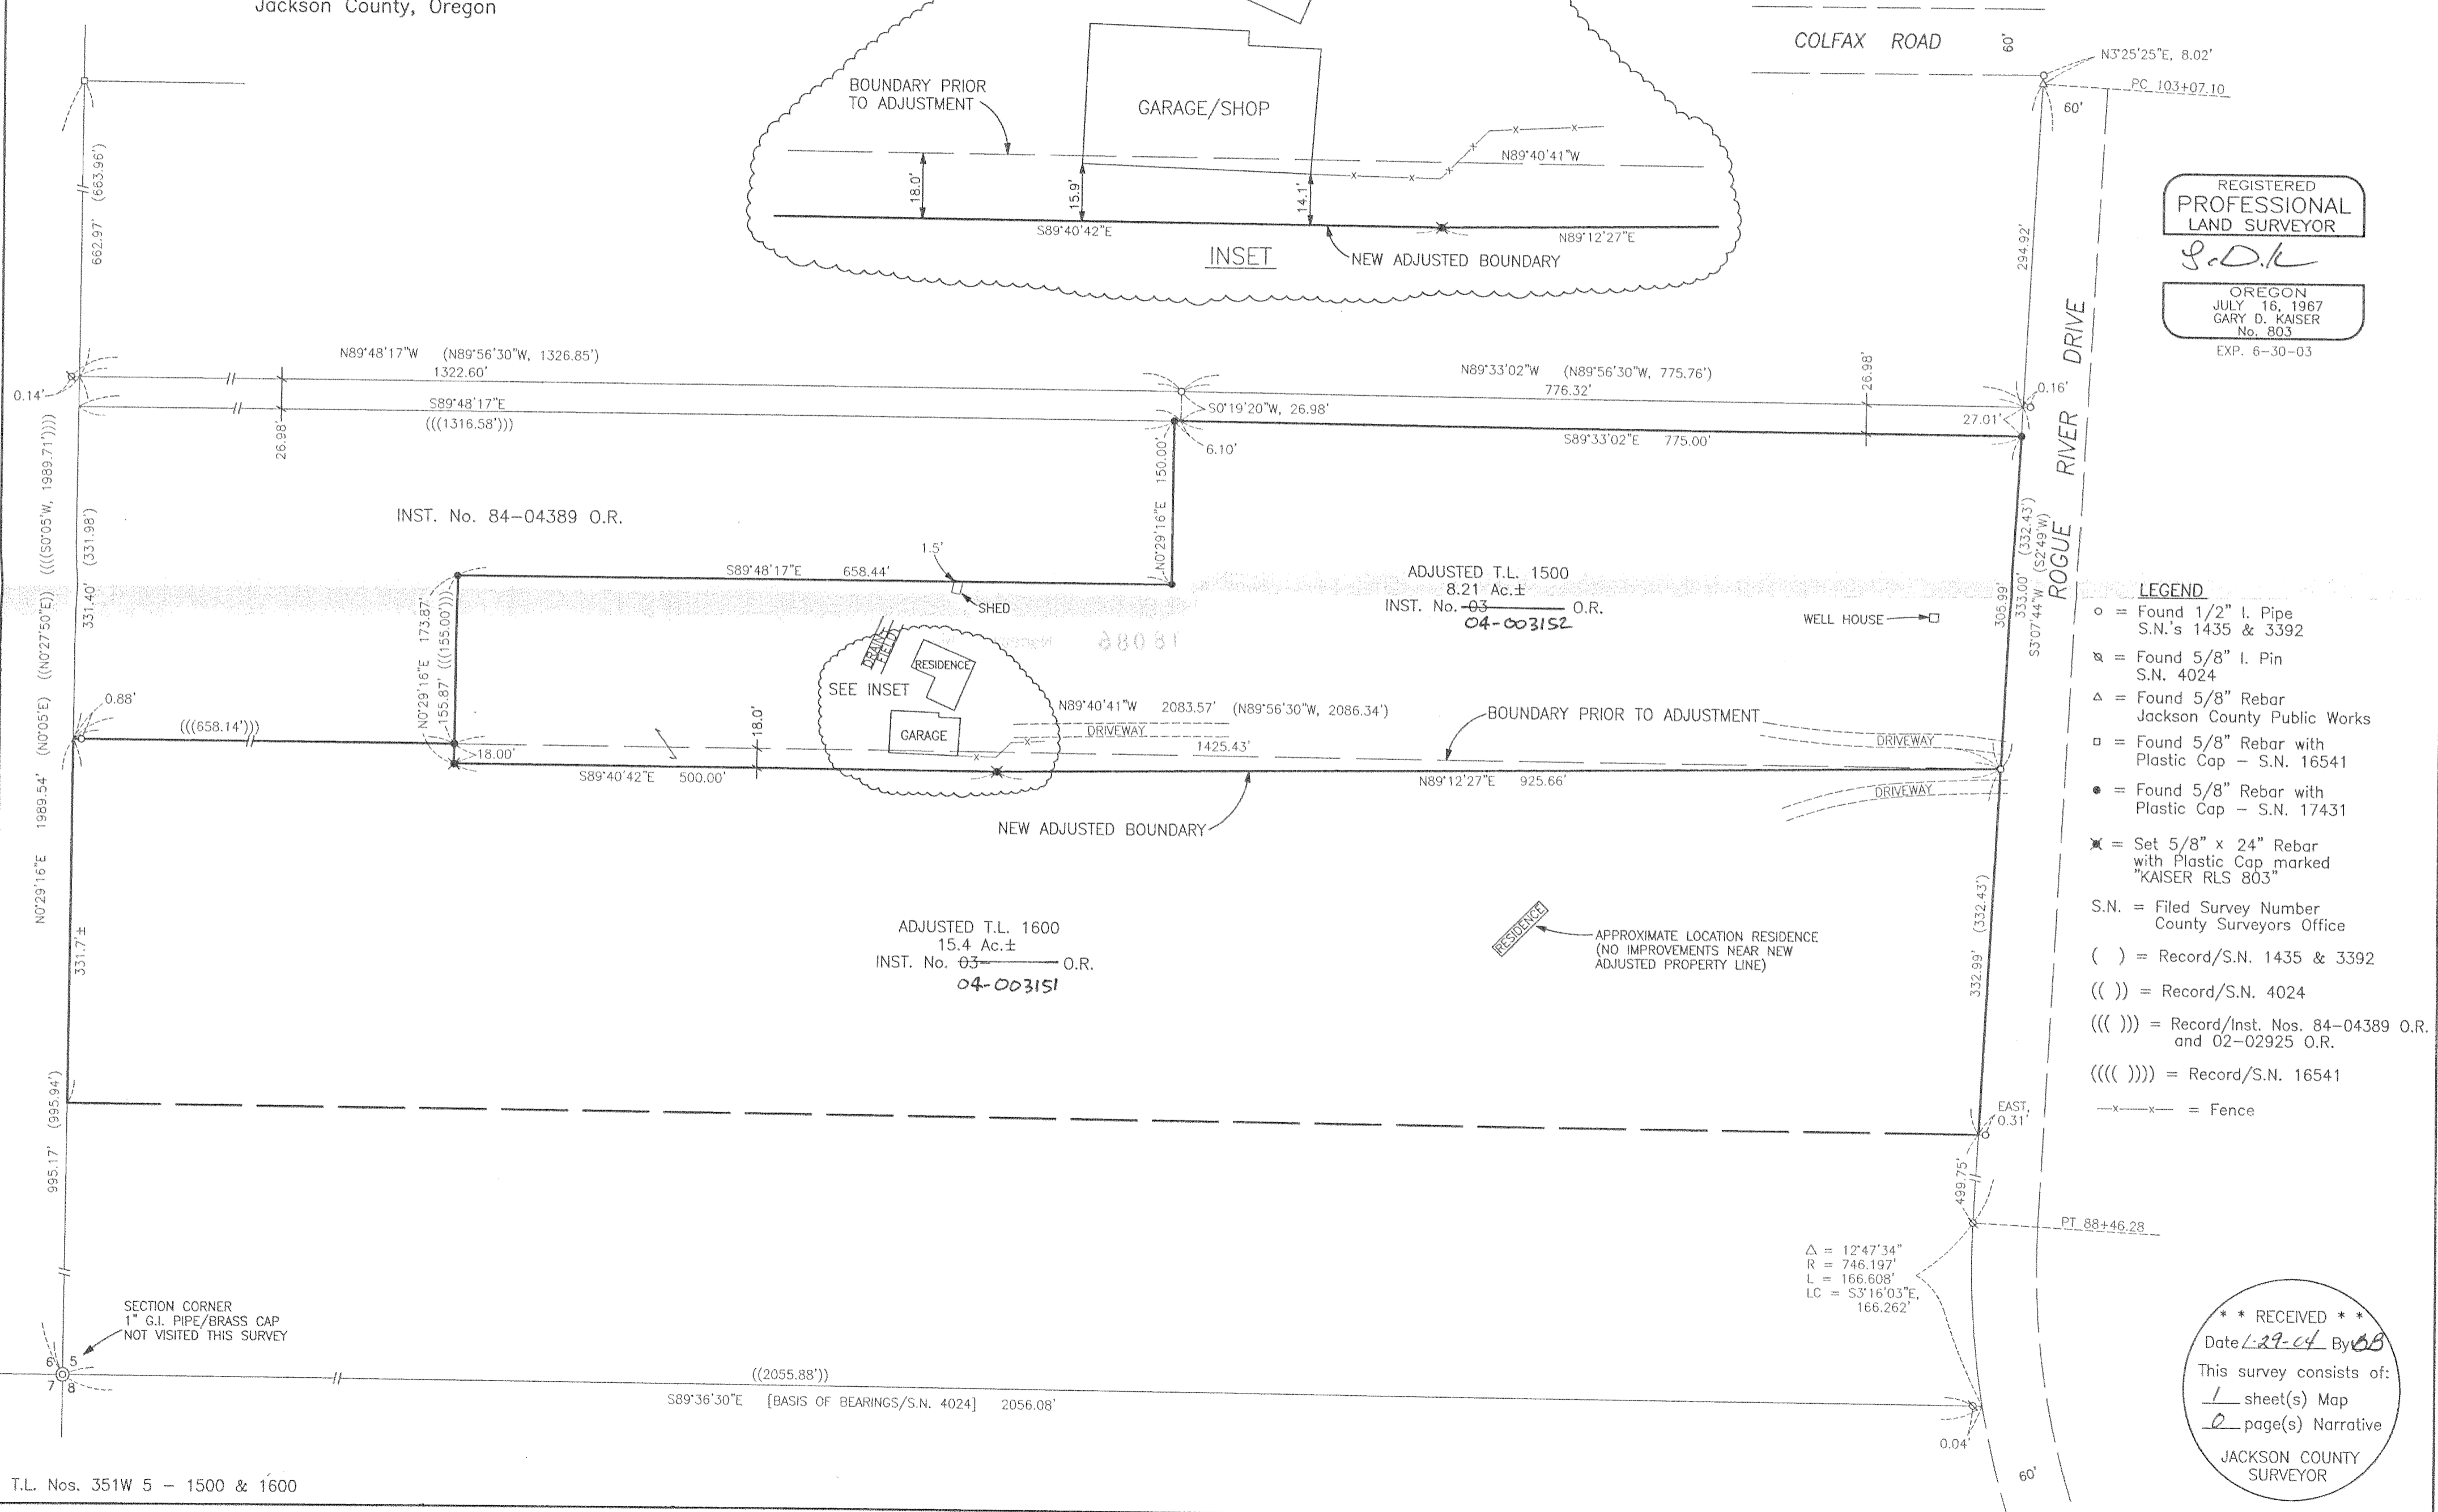 Jackson County, Oregon
BOUNDARY PRIOR
TO ADJUSTMENT
GARAGE/SHOP
N89°40'41"W
18.0'
15.9'
14.1'
S89°40'42"E
N89°12'27"E
INSET
NEW ADJUSTED BOUNDARY
COLFAX ROAD
60'
N3°25'25"E, 8.02'
PC 103+07.10
60'
REGISTERED
PROFESSIONAL
LAND SURVEYOR
OREGON
JULY 16, 1967
GARY D. KAISER
No. 803
EXP. 6-30-03
662.97' (663.96')
294.92'
N89°48'17"W (N89°56'30"W, 1326.85')
1322.60'
0.14'
S89°48'17"E
(((1316.58')))
26.98'
N89°33'02"W (N89°56'30"W, 775.76')
776.32'
S0°19'20"W, 26.98'
26.98'
0.16'
27.01'
S89°33'02"E 775.00'
6.10'
N0°29'16"E 150.00'
ROGUE RIVER DRIVE
INST. No. 84-04389 O.R.
331.40' (331.98')
N0°29'16"E 1989.54' (N0°05'E) ((N0°27'50"E)) ((((S0°05'W, 1989.71'))))
S89°48'17"E 658.44'
1.5'
SHED
ADJUSTED T.L. 1500
8.21 Ac.±
INST. No. 03- O.R.
04-003152
WELL HOUSE
305.99'
333.00' (332.43')
S3°07'44"W (S2°49'W)
N0°29'16"E 173.87'
155.87' (((155.00')))
DRAIN-
FIELD
RESIDENCE
SEE INSET
GARAGE
18.0'
N89°40'41"W 2083.57' (N89°56'30"W, 2086.34')
DRIVEWAY
1425.43'
BOUNDARY PRIOR TO ADJUSTMENT
DRIVEWAY
DRIVEWAY
0.88'
(((658.14')))
18.00'
S89°40'42"E 500.00'
N89°12'27"E 925.66'
NEW ADJUSTED BOUNDARY
LEGEND
= Found 1/2" I. Pipe
S.N.'s 1435 & 3392
= Found 5/8" I. Pin
S.N. 4024
= Found 5/8" Rebar
Jackson County Public Works
= Found 5/8" Rebar with
Plastic Cap - S.N. 16541
= Found 5/8" Rebar with
Plastic Cap - S.N. 17431
= Set 5/8" x 24" Rebar
with Plastic Cap marked
"KAISER RLS 803"
S.N. = Filed Survey Number
County Surveyors Office
( ) = Record/S.N. 1435 & 3392
(( )) = Record/S.N. 4024
((( ))) = Record/Inst. Nos. 84-04389 O.R.
and 02-02925 O.R.
(((( )))) = Record/S.N. 16541
—x——x— = Fence
331.7'±
ADJUSTED T.L. 1600
15.4 Ac.±
INST. No. 03- O.R.
04-003151
RESIDENCE
APPROXIMATE LOCATION RESIDENCE
(NO IMPROVEMENTS NEAR NEW
ADJUSTED PROPERTY LINE)
332.99' (332.43')
995.17' (995.94')
EAST,
0.31'
499.75'
PT 88+46.28
Δ = 12°47'34"
R = 746.197'
L = 166.608'
LC = S3°16'03"E,
166.262'
SECTION CORNER
1" G.I. PIPE/BRASS CAP
NOT VISITED THIS SURVEY
6 5
7 8
((2055.88'))
S89°36'30"E [BASIS OF BEARINGS/S.N. 4024] 2056.08'
0.04'
60'
* * RECEIVED * *
Date 1-29-04 By BB
This survey consists of:
1 sheet(s) Map
0 page(s) Narrative
JACKSON COUNTY
SURVEYOR
T.L. Nos. 351W 5 - 1500 & 1600